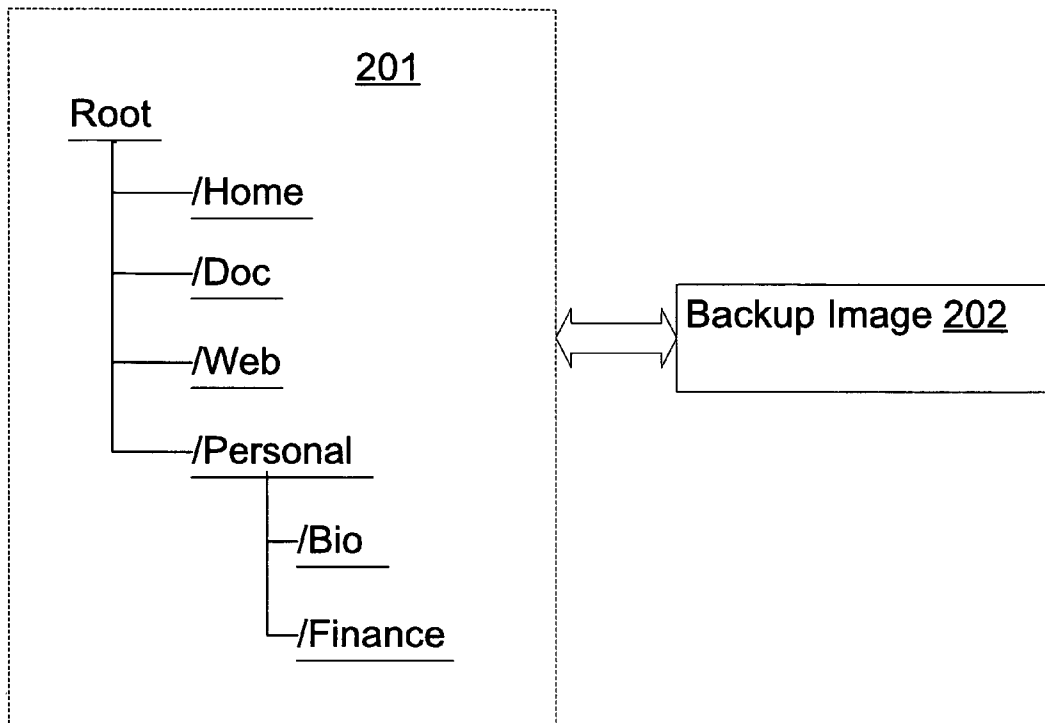 201
Root
/Home
/Doc
/Web
/Personal
/Bio
/Finance
Backup Image 202